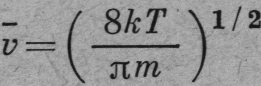 v̄ = (8kT / πm)^1/2